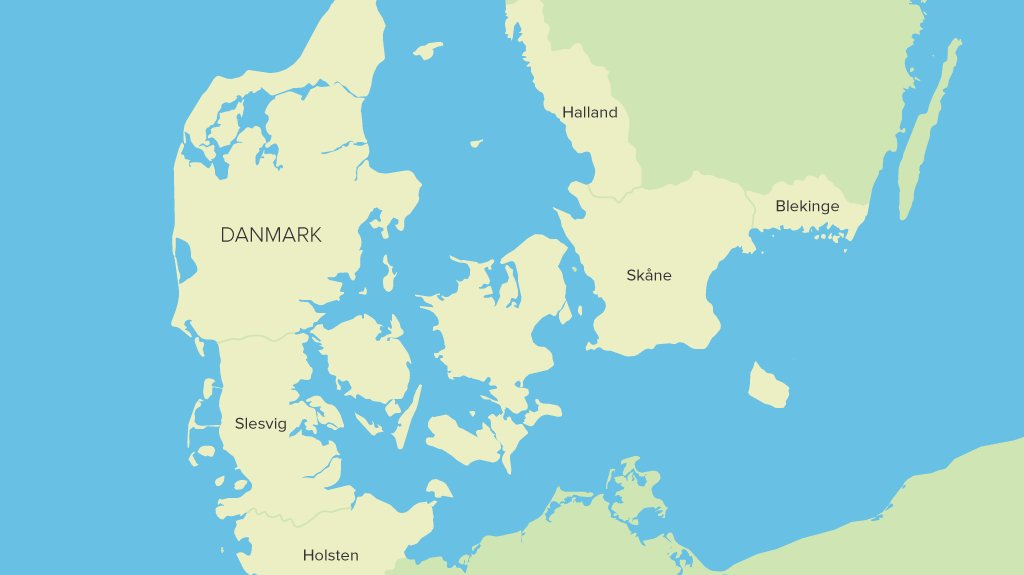 Halland
Blekinge
DANMARK
Skåne
Slesvig
Holsten